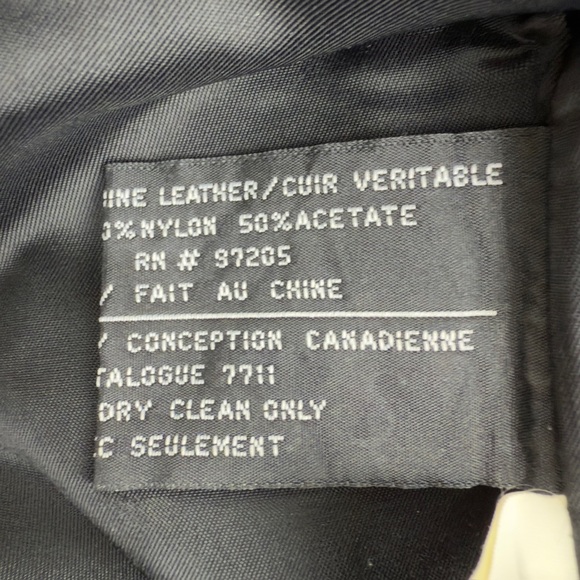 INE LEATHER/CUIR VERITABLE
0%NYLON 50%ACETATE
RN # 97205
/ FAIT AU CHINE
/ CONCEPTION CANADIENNE
TALOGUE 7711
DRY CLEAN ONLY
C SEULEMENT